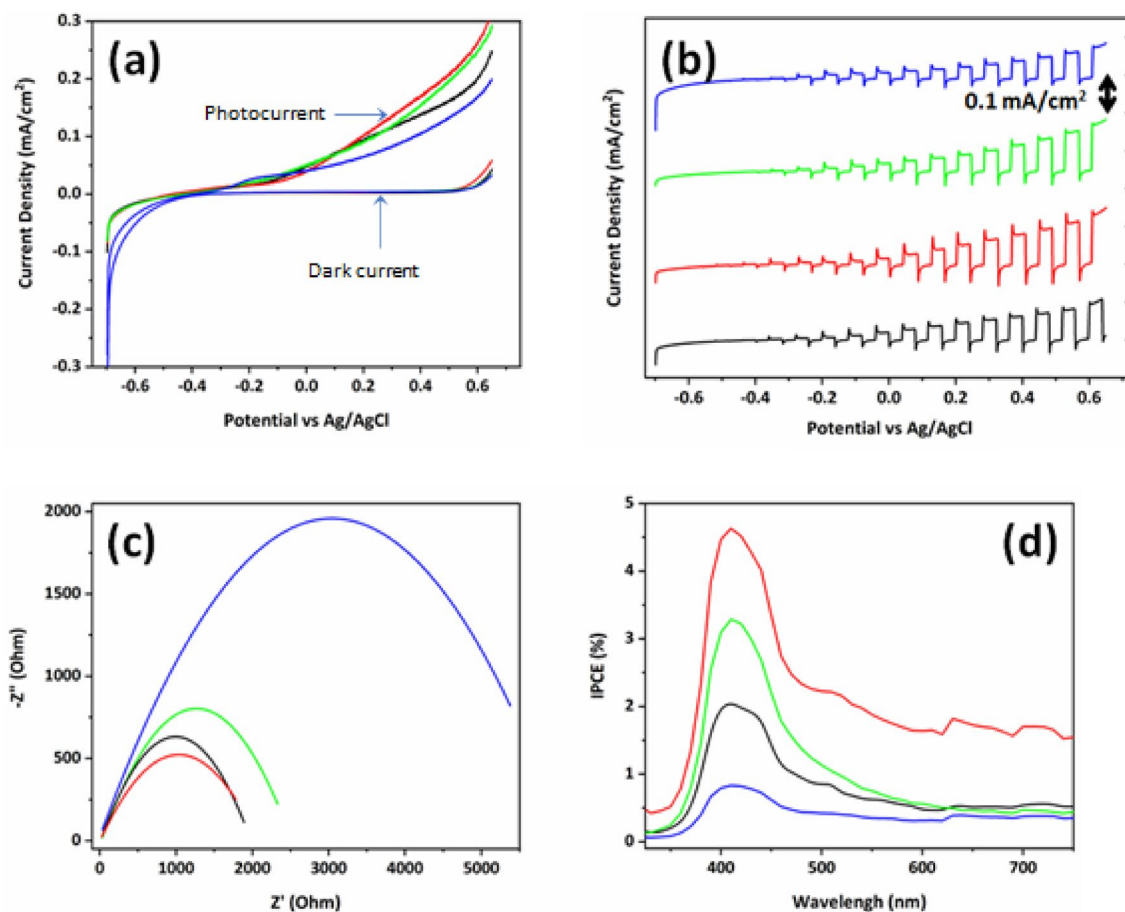 (a)
0.3
0.2
0.1
0.0
-0.1
-0.2
-0.3
Photocurrent
Dark current
-0.6 -0.4 -0.2 0.0 0.2 0.4 0.6
Potential vs Ag/AgCl
Current Density (mA/cm²)
(b)
0.1 mA/cm²
-0.6 -0.4 -0.2 0.0 0.2 0.4 0.6
Potential vs Ag/AgCl
Current Density (mA/cm²)
(c)
2000
1500
1000
500
0
0 1000 2000 3000 4000 5000
Z' (Ohm)
-Z'' (Ohm)
(d)
5
4
3
2
1
0
400 500 600 700
Wavelengh (nm)
IPCE (%)